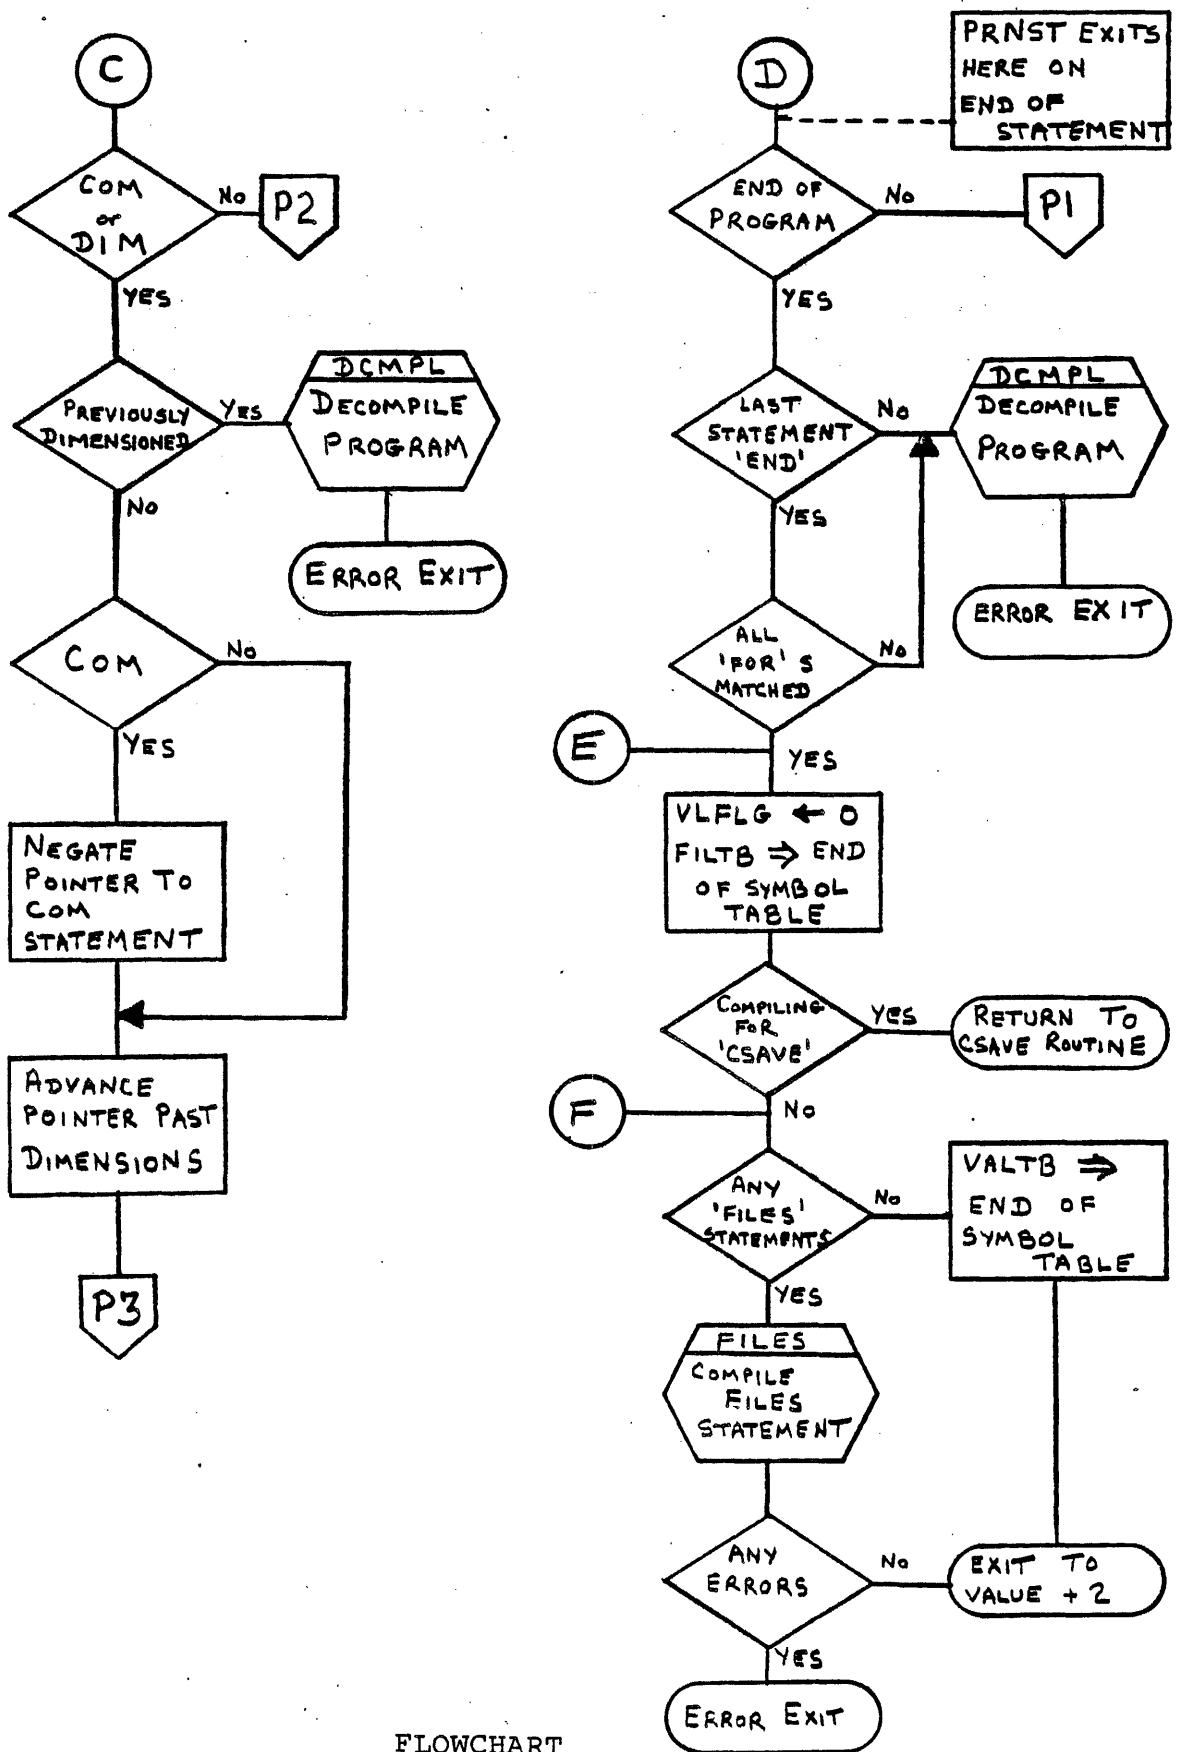 C
COM
or
DIM
No
P2
YES
PREVIOUSLY
DIMENSIONED
YES
DCMPL
DECOMPILE
PROGRAM
ERROR EXIT
No
COM
No
YES
NEGATE
POINTER TO
COM
STATEMENT
ADVANCE
POINTER PAST
DIMENSIONS
P3
D
PRNST EXITS
HERE ON
END OF
STATEMENT
END OF
PROGRAM
No
P1
YES
LAST
STATEMENT
'END'
No
DCMPL
DECOMPILE
PROGRAM
ERROR EXIT
YES
ALL
'FOR' S
MATCHED
No
E
YES
VLFLG ← 0
FILTB ⇒ END
OF SYMBOL
TABLE
COMPILING
FOR
'CSAVE'
YES
RETURN TO
CSAVE ROUTINE
F
No
ANY
'FILES'
STATEMENTS
No
VALTB ⇒
END OF
SYMBOL
TABLE
YES
FILES
COMPILE
FILES
STATEMENT
ANY
ERRORS
No
EXIT TO
VALUE + 2
YES
ERROR EXIT
FLOWCHART